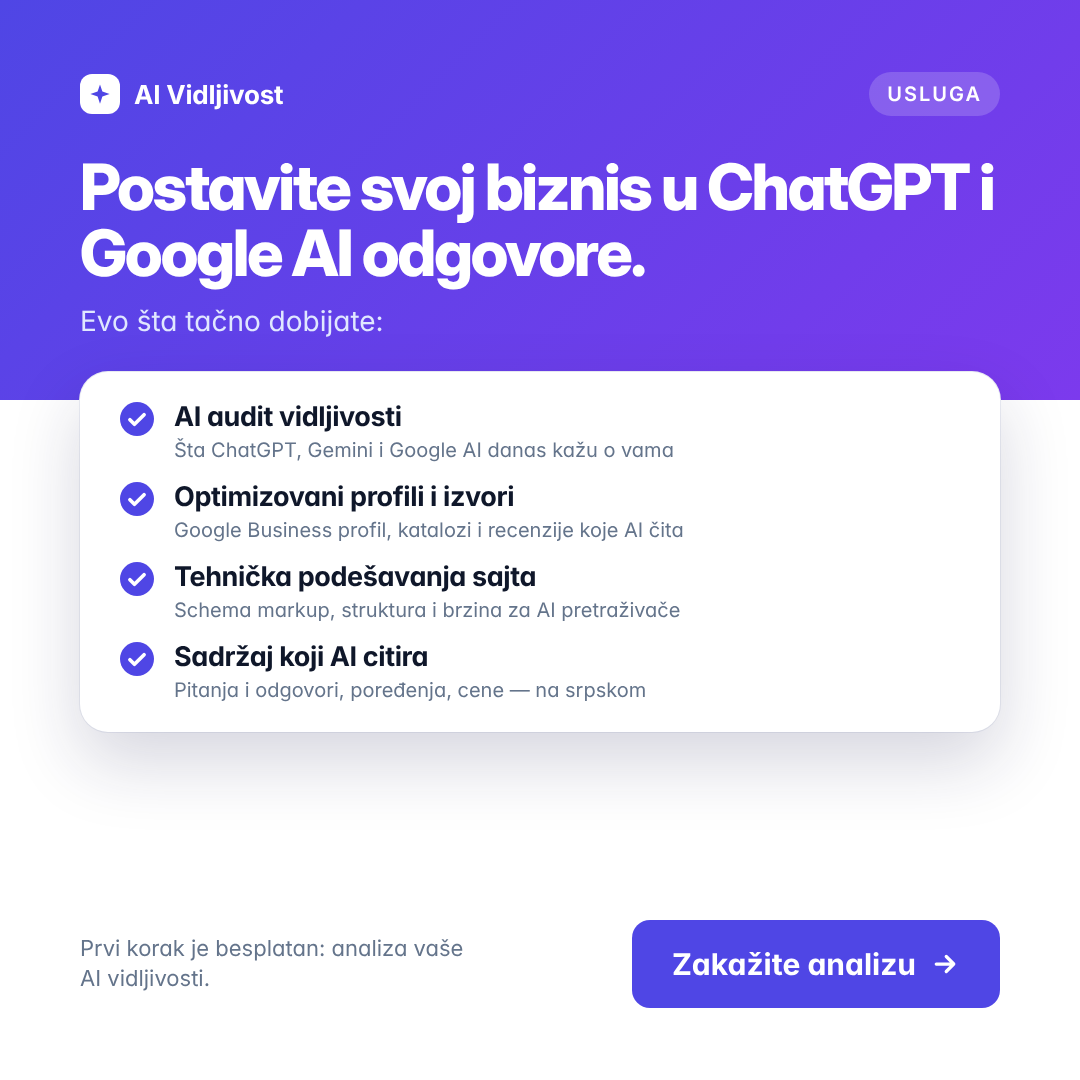 AI Vidljivost
USLUGA
Postavite svoj biznis u ChatGPT i
Google AI odgovore.
Evo šta tačno dobijate:
AI audit vidljivosti
Šta ChatGPT, Gemini i Google AI danas kažu o vama
Optimizovani profili i izvori
Google Business profil, katalozi i recenzije koje AI čita
Tehnička podešavanja sajta
Schema markup, struktura i brzina za AI pretraživače
Sadržaj koji AI citira
Pitanja i odgovori, poređenja, cene — na srpskom
Prvi korak je besplatan: analiza vaše
AI vidljivosti.
Zakažite analizu →